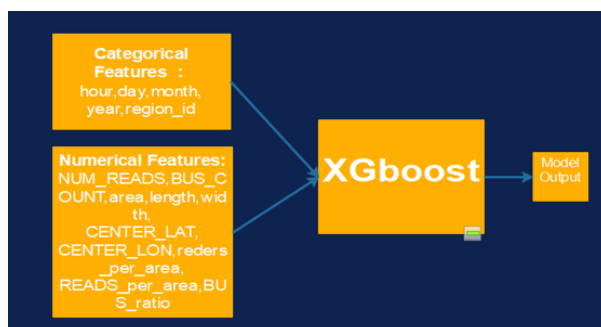 Categorical
Features :
hour,day,month,
year,region_id
Numerical Features:
NUM_READS,BUS_C
OUNT,area,length,wid
th,
CENTER_LAT,
CENTER_LON,reders
_per_area,
READS_per_area,BU
S_ratio
XGboost
Model
Output